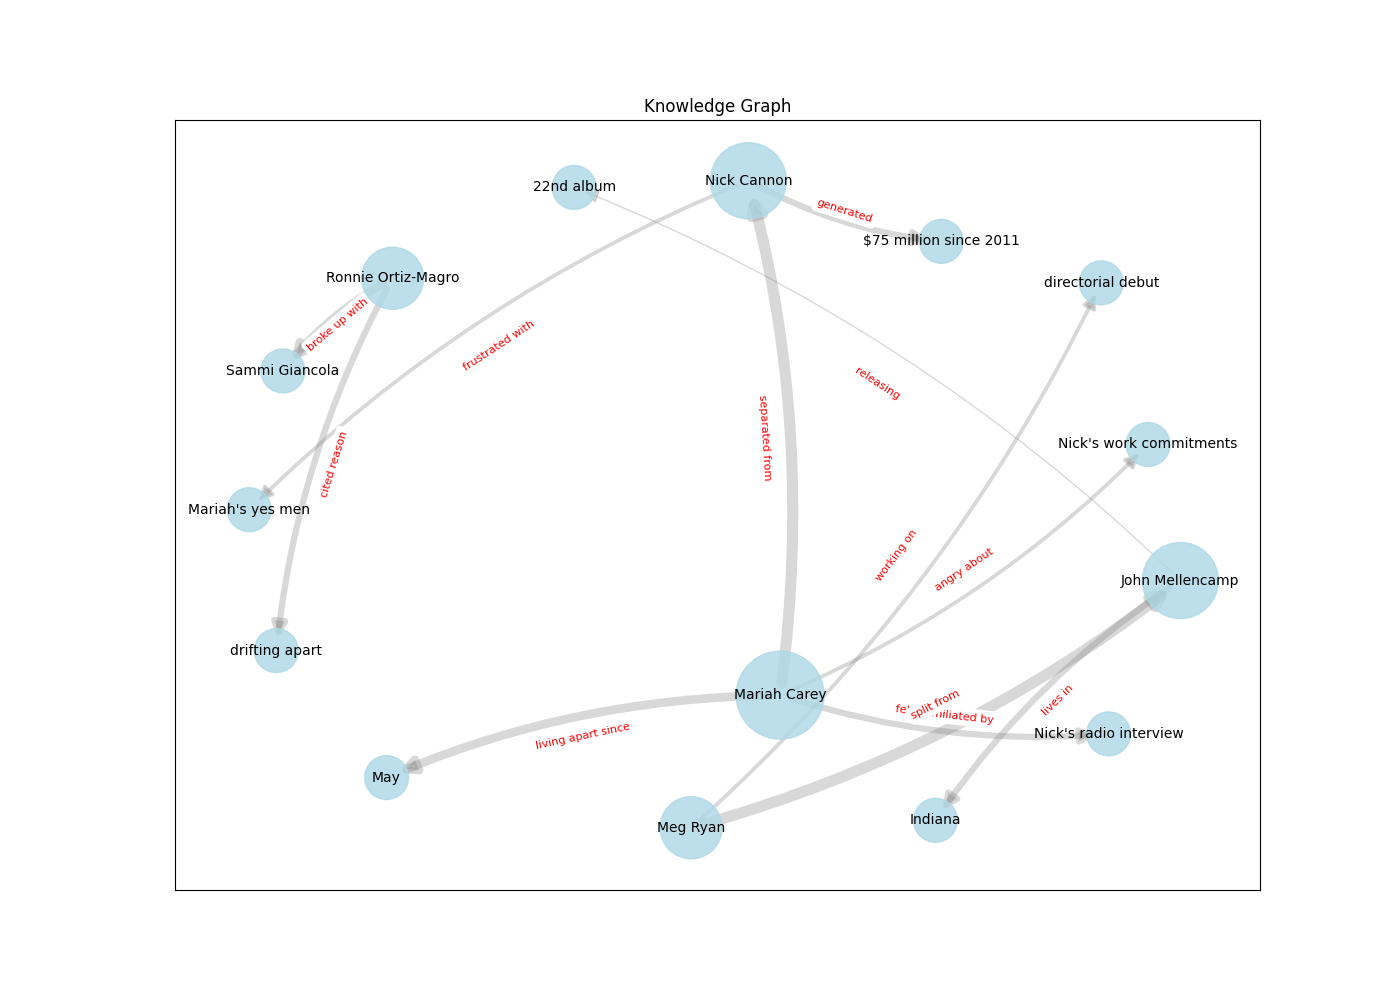 Knowledge Graph
Nick Cannon
22nd album
generated
$75 million since 2011
Ronnie Ortiz-Magro
directorial debut
broke up with
frustrated with
Sammi Giancola
releasing
separated from
Nick's work commitments
cited reason
Mariah's yes men
working on
angry about
John Mellencamp
drifting apart
Mariah Carey
split from
lives in
by
living apart since
Nick's radio interview
May
Meg Ryan
Indiana